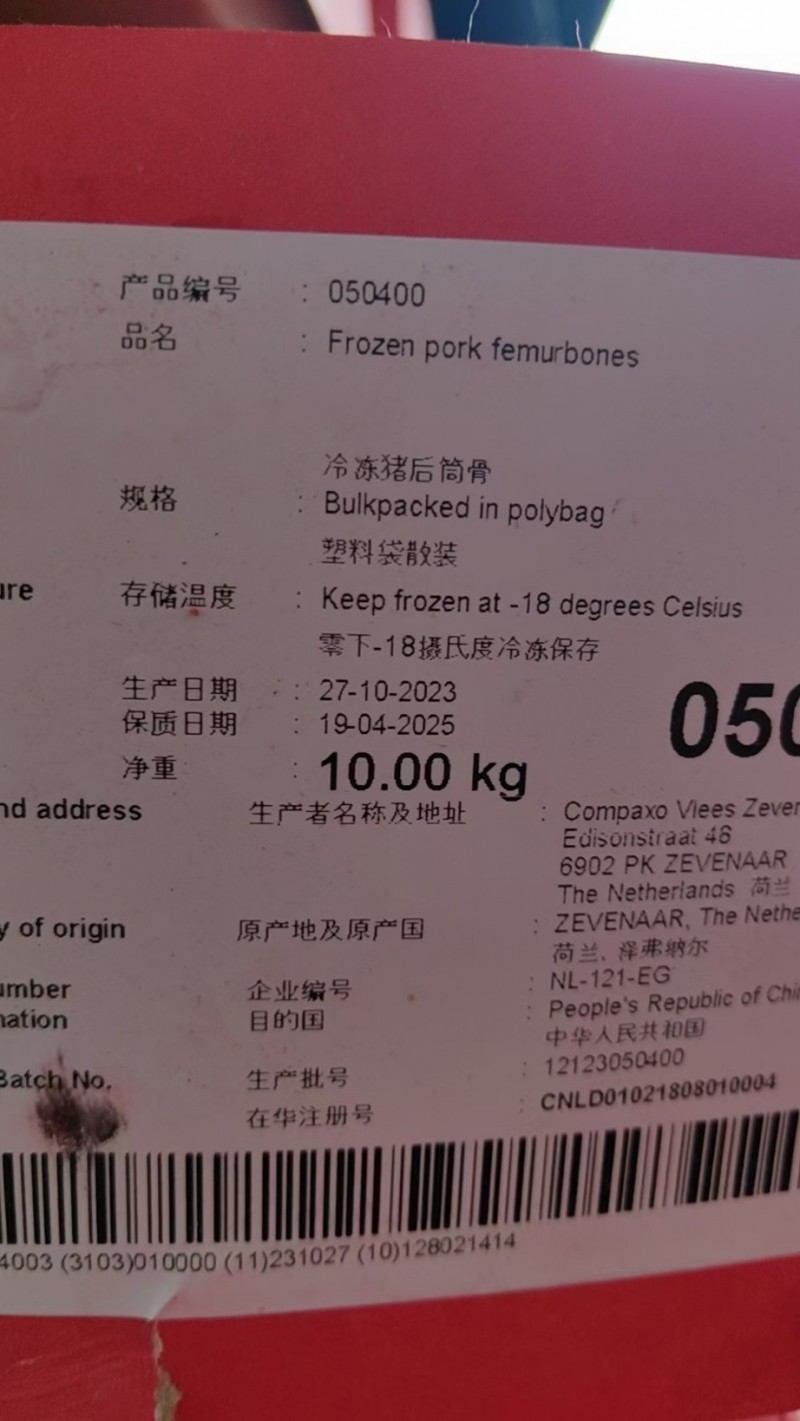 产品编号 : 050400
品名 : Frozen pork femurbones
冷冻猪后筒骨
规格 : Bulkpacked in polybag
塑料袋散装
ure 存储温度 : Keep frozen at -18 degrees Celsius
零下-18摄氏度冷冻保存
生产日期 : 27-10-2023
保质日期 : 19-04-2025
050
净重 : 10.00 kg
nd address 生产者名称及地址 : Compaxo Vlees Zever
Edisonstraat 46
6902 PK ZEVENAAR
The Netherlands 荷兰
y of origin 原产地及原产国 : ZEVENAAR, The Nethe
荷兰, 泽弗纳尔
umber 企业编号 : NL-121-EG
nation 目的国 : People's Republic of Chi
中华人民共和国
Batch No. 生产批号 : 12123050400
在华注册号 : CNLD01021808010004
4003 (3103)010000 (11)231027 (10)128021414